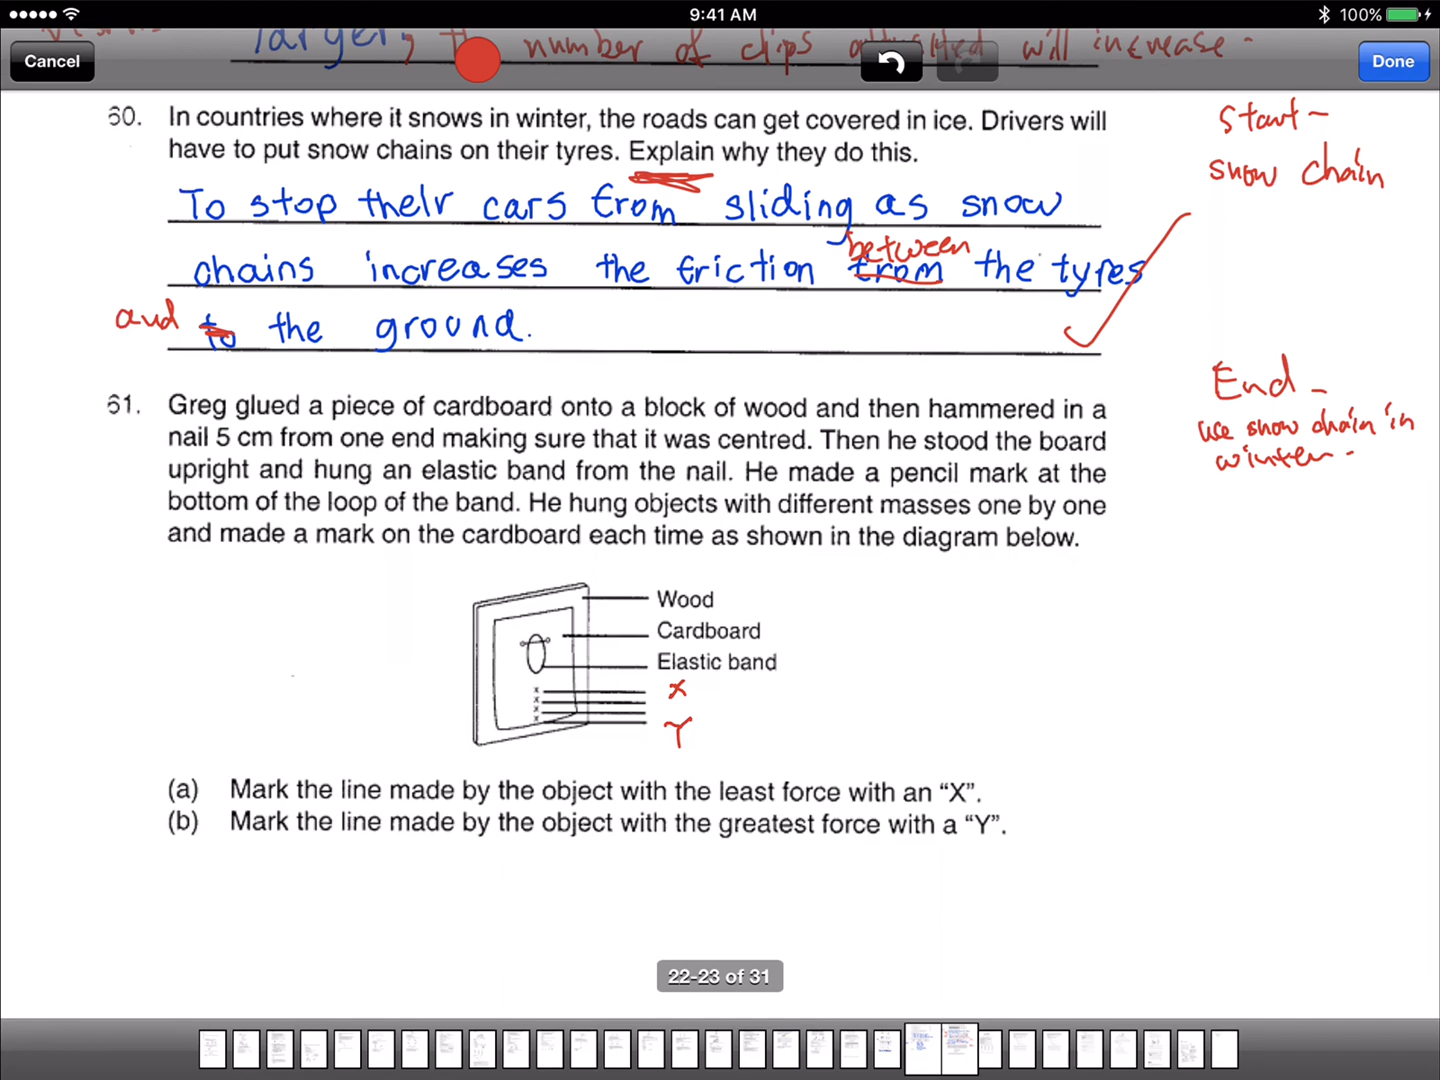 9:41 AM
100%
larger, the number of clips attracted will increase.
Cancel
Done
60. In countries where it snows in winter, the roads can get covered in ice. Drivers will
have to put snow chains on their tyres. Explain why they do this.
To stop their cars from sliding as snow
between
chains increases the friction from the tyres
and to the ground.
Start -
snow chain
End -
use snow chain in
winter.
61. Greg glued a piece of cardboard onto a block of wood and then hammered in a
nail 5 cm from one end making sure that it was centred. Then he stood the board
upright and hung an elastic band from the nail. He made a pencil mark at the
bottom of the loop of the band. He hung objects with different masses one by one
and made a mark on the cardboard each time as shown in the diagram below.
Wood
Cardboard
Elastic band
x X
x
x
x Y
(a) Mark the line made by the object with the least force with an “X”.
(b) Mark the line made by the object with the greatest force with a “Y”.
22-23 of 31